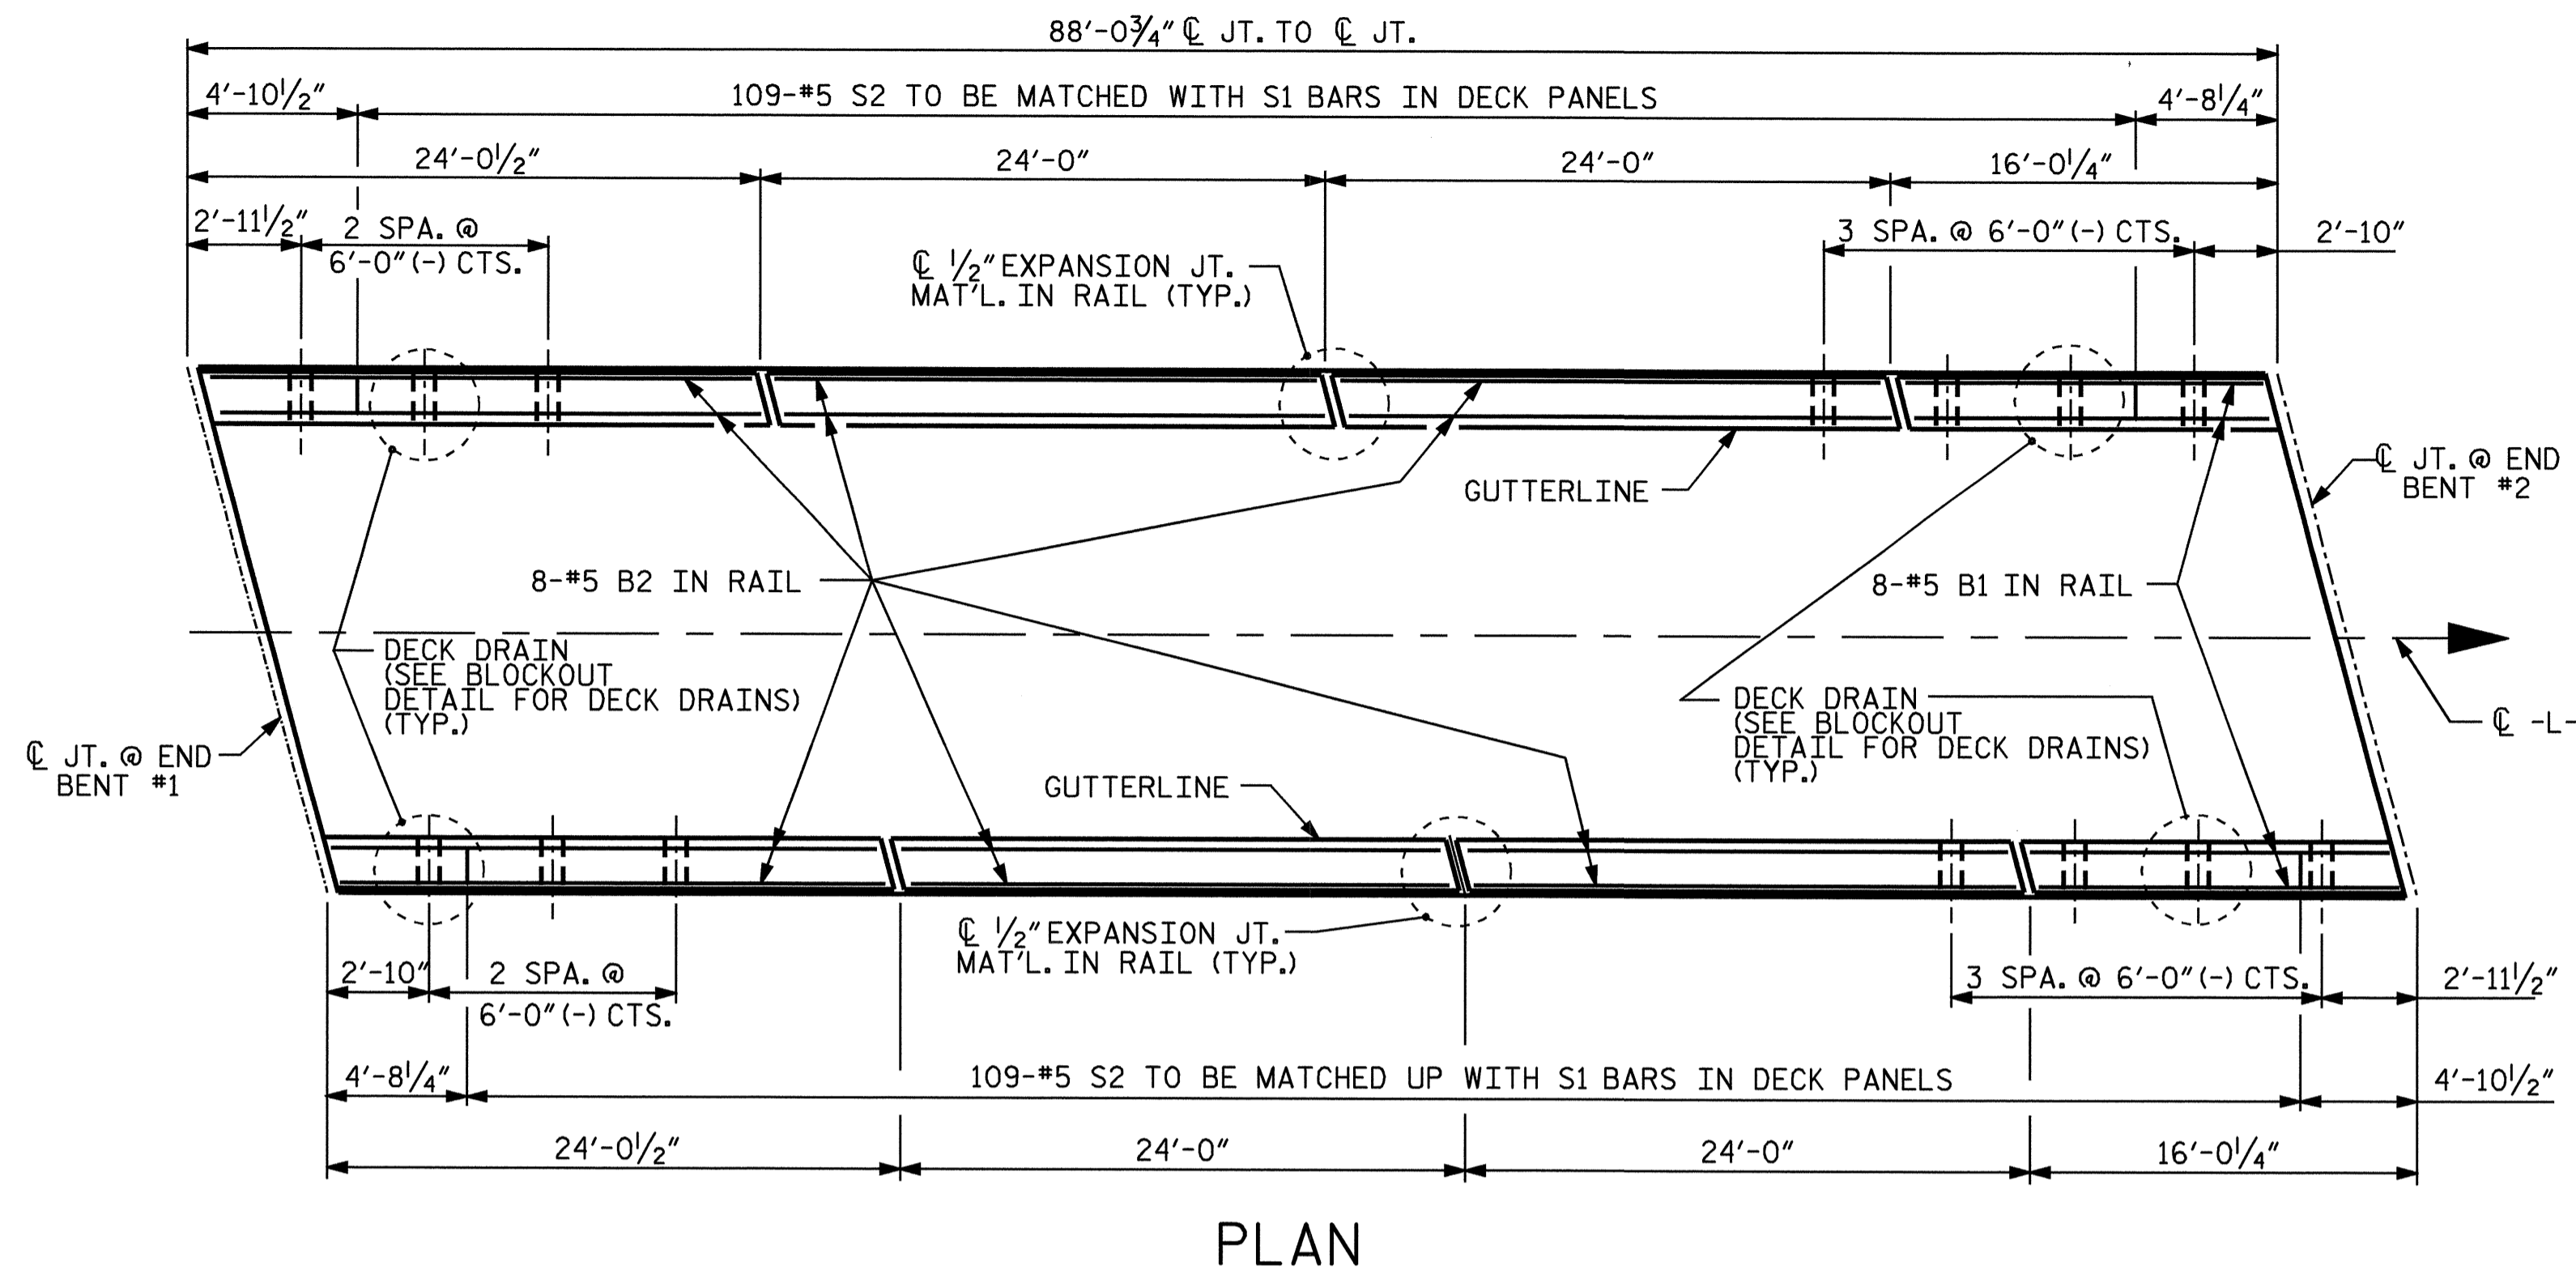 88'-0¾" ℄ JT. TO ℄ JT.
4'-10½"
109-#5 S2 TO BE MATCHED WITH S1 BARS IN DECK PANELS
4'-8¼"
24'-0½"
24'-0"
24'-0"
16'-0¼"
2'-11½"
2 SPA. @
6'-0"(-) CTS.
3 SPA. @ 6'-0"(-) CTS.
2'-10"
℄ ½" EXPANSION JT.
MAT'L. IN RAIL (TYP.)
GUTTERLINE
℄ JT. @ END
BENT #2
8-#5 B2 IN RAIL
8-#5 B1 IN RAIL
DECK DRAIN
(SEE BLOCKOUT
DETAIL FOR DECK DRAINS)
(TYP.)
DECK DRAIN
(SEE BLOCKOUT
DETAIL FOR DECK DRAINS)
(TYP.)
℄ -L-
℄ JT. @ END
BENT #1
GUTTERLINE
℄ ½" EXPANSION JT.
MAT'L. IN RAIL (TYP.)
2'-10"
2 SPA. @
6'-0"(-) CTS.
3 SPA. @ 6'-0"(-) CTS.
2'-11½"
4'-8¼"
109-#5 S2 TO BE MATCHED UP WITH S1 BARS IN DECK PANELS
4'-10½"
24'-0½"
24'-0"
24'-0"
16'-0¼"
PLAN